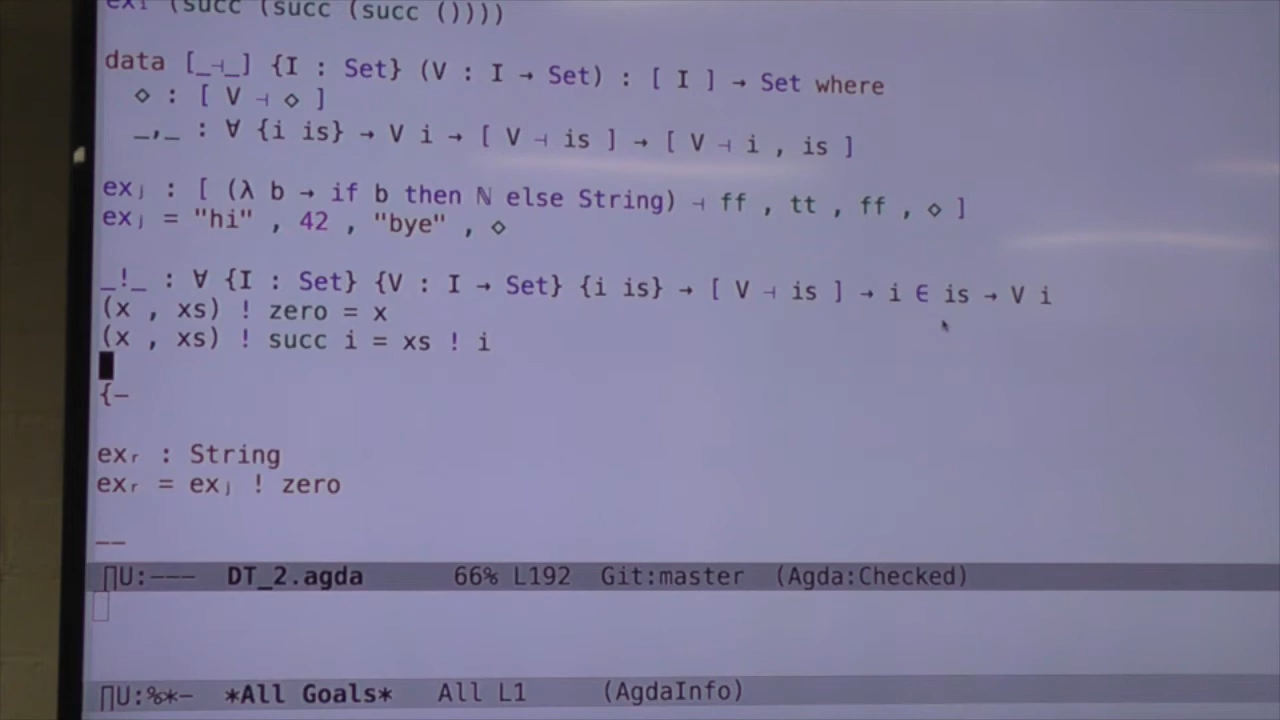 exᵢ (succ (succ (succ ())))
data [_⊣_] {I : Set} (V : I → Set) : [ I ] → Set where
◇ : [ V ⊣ ◇ ]
_,_ : ∀ {i is} → V i → [ V ⊣ is ] → [ V ⊣ i , is ]
exⱼ : [ (λ b → if b then ℕ else String) ⊣ ff , tt , ff , ◇ ]
exⱼ = "hi" , 42 , "bye" , ◇
_!_ : ∀ {I : Set} {V : I → Set} {i is} → [ V ⊣ is ] → i ∈ is → V i
(x , xs) ! zero = x
(x , xs) ! succ i = xs ! i
{-
exᵣ : String
exᵣ = exⱼ ! zero
--
∏U:--- DT_2.agda 66% L192 Git:master (Agda:Checked)
∏U:%*- *All Goals* All L1 (AgdaInfo)